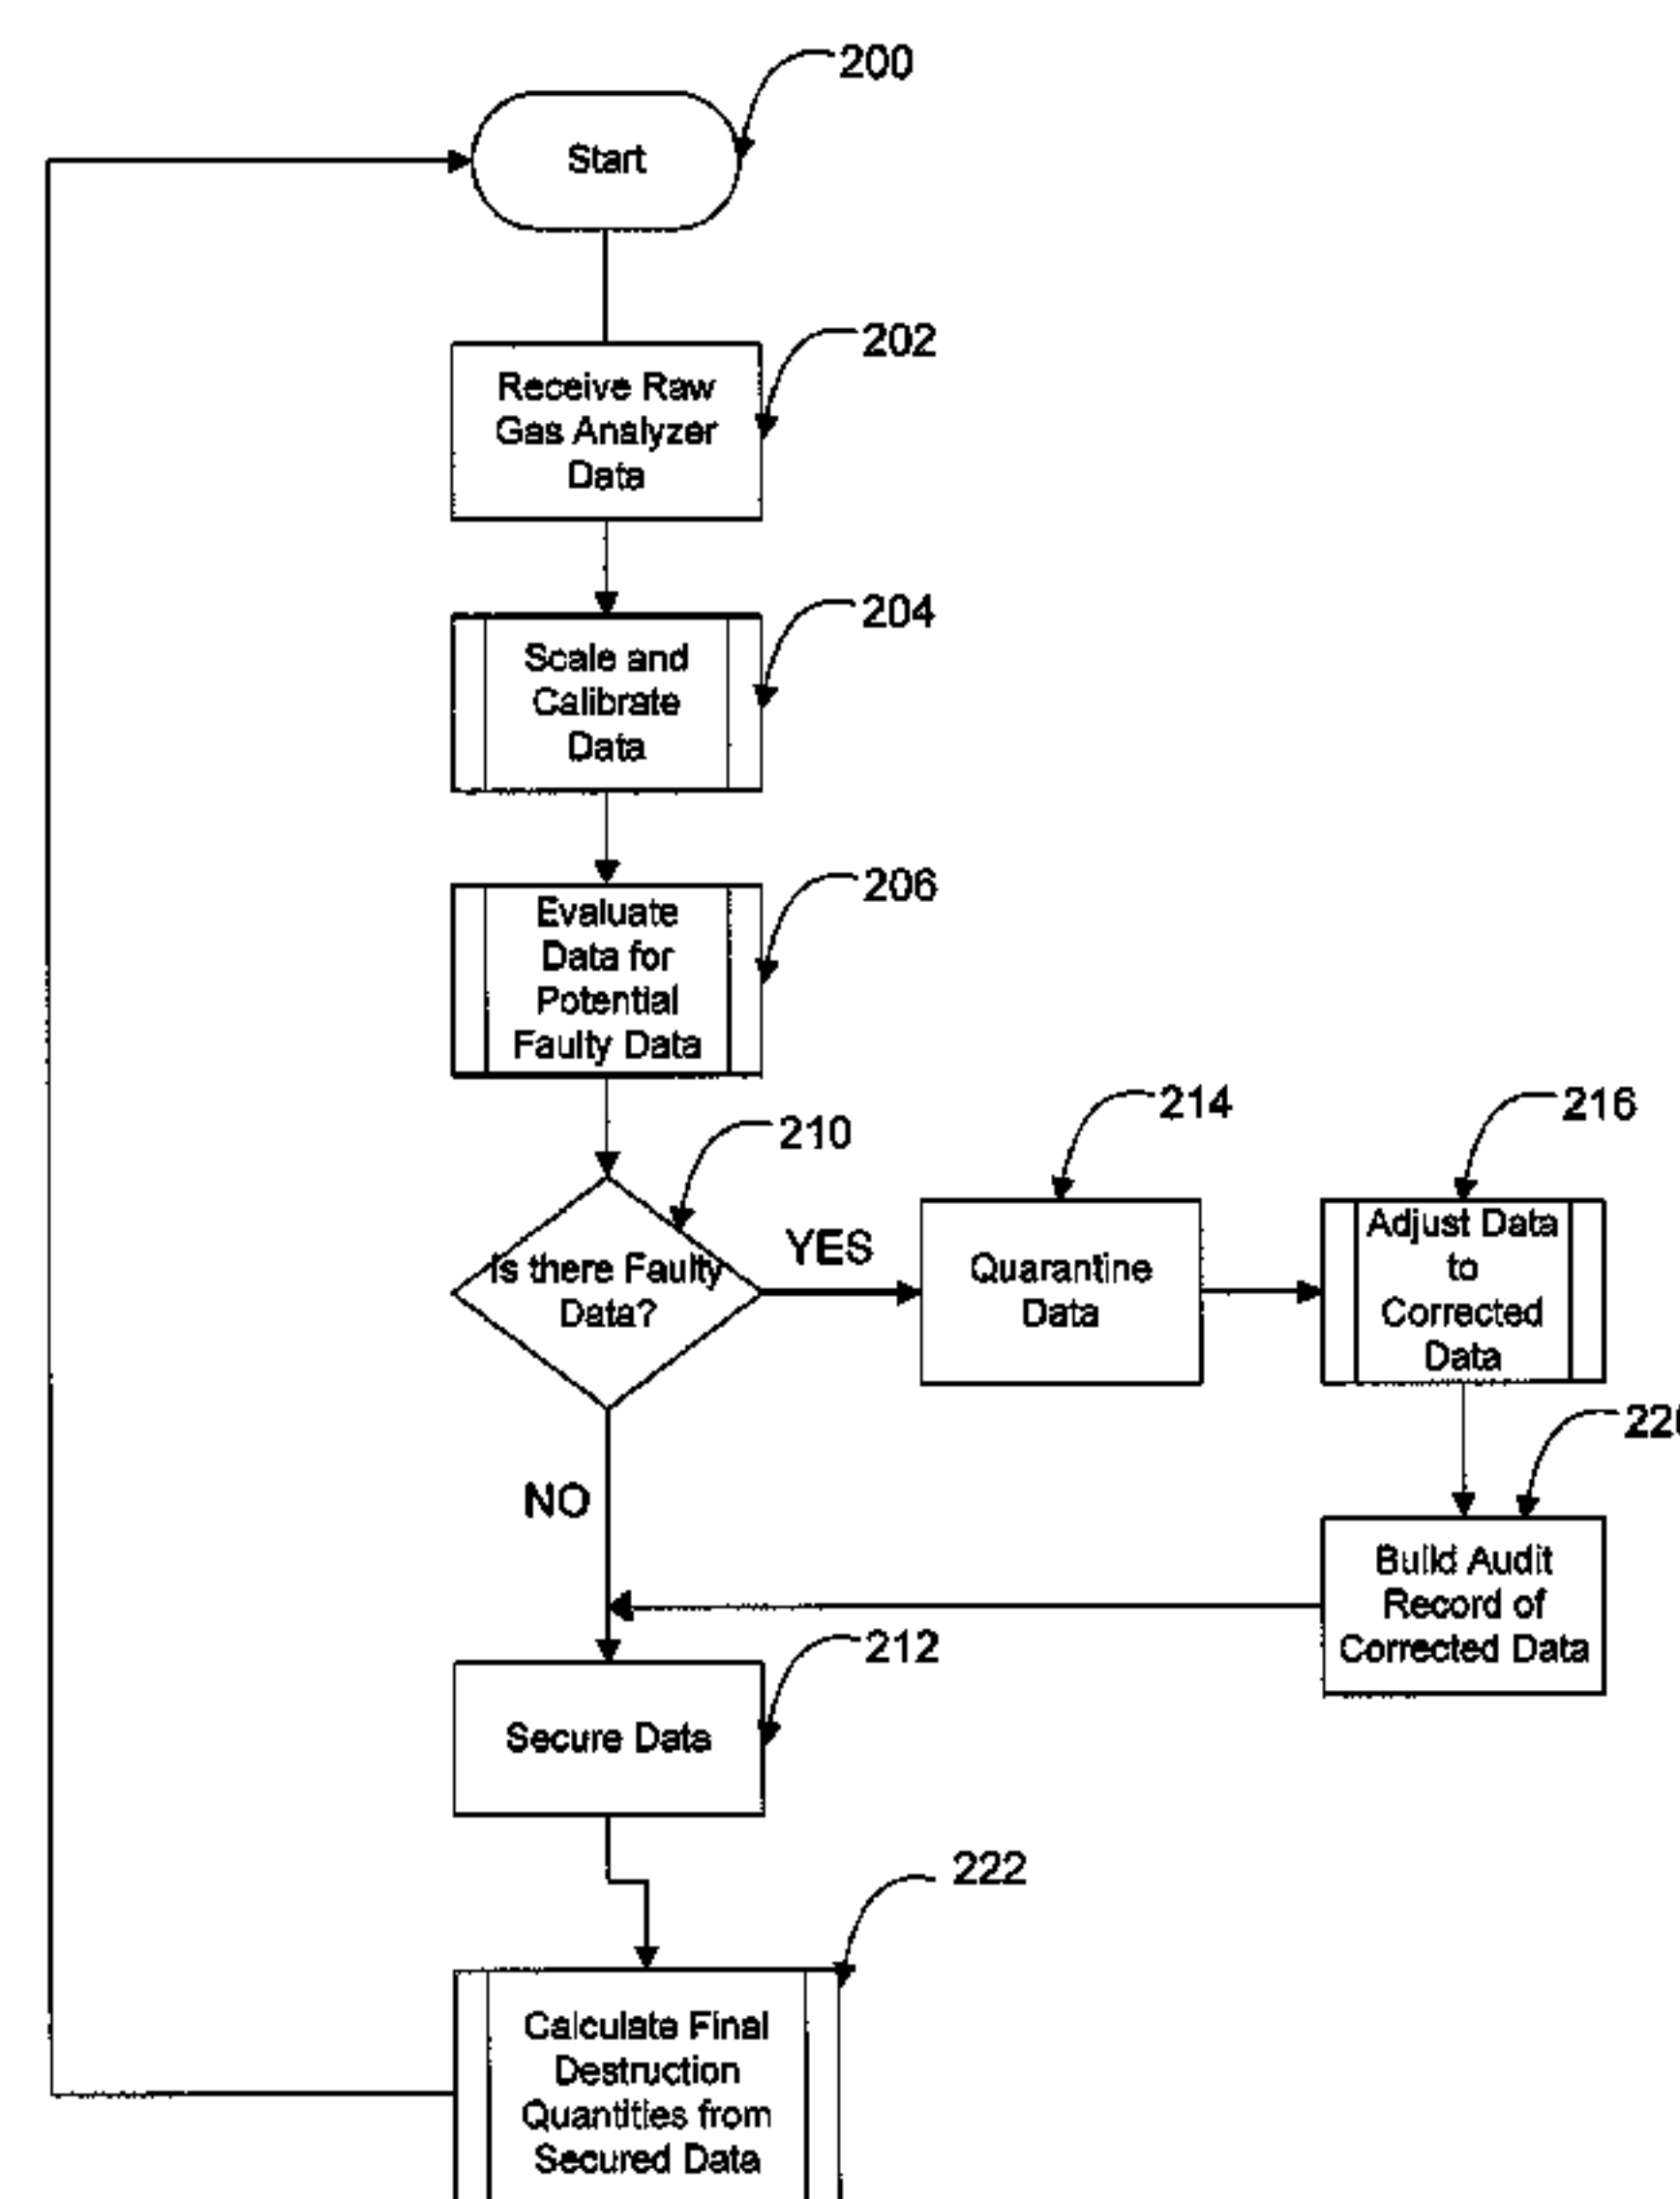 200
Start
202
Receive Raw
Gas Analyzer
Data
204
Scale and
Calibrate
Data
206
Evaluate
Data for
Potential
Faulty Data
210
Is there Faulty
Data?
YES
214
Quarantine
Data
216
Adjust Data
to
Corrected
Data
NO
Build Audit
Record of
Corrected Data
212
Secure Data
222
Calculate Final
Destruction
Quantities from
Secured Data